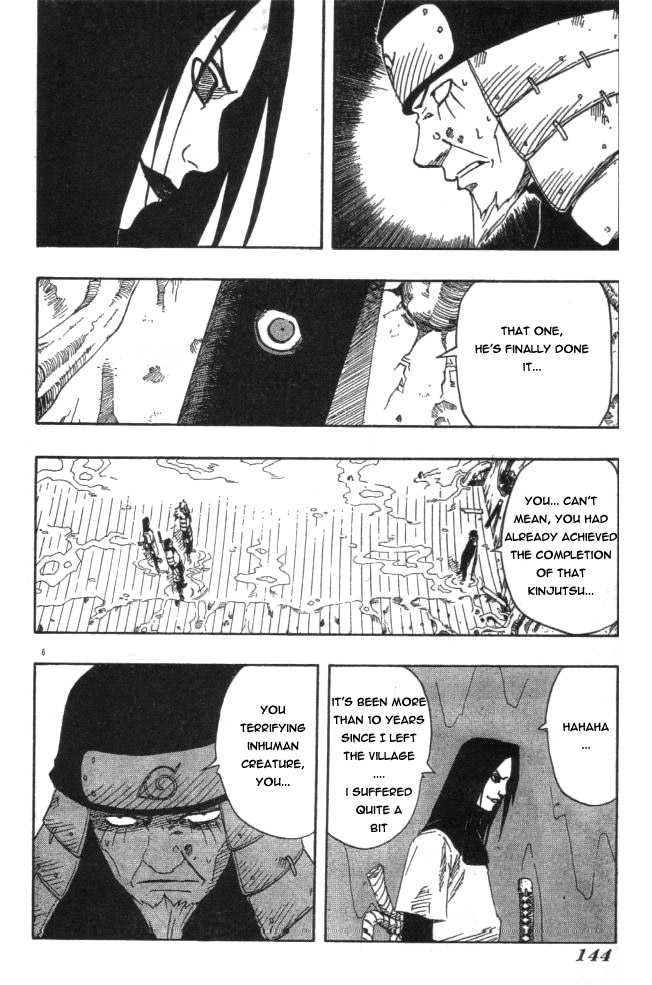 THAT ONE,
HE'S FINALLY DONE
IT...
YOU... CAN'T
MEAN, YOU HAD
ALREADY ACHIEVED
THE COMPLETION
OF THAT
KINJUTSU...
6
HAHAHA
...
IT'S BEEN MORE
THAN 10 YEARS
SINCE I LEFT
THE VILLAGE
....
I SUFFERED
QUITE A
BIT
YOU
TERRIFYING
INHUMAN
CREATURE,
YOU...
144